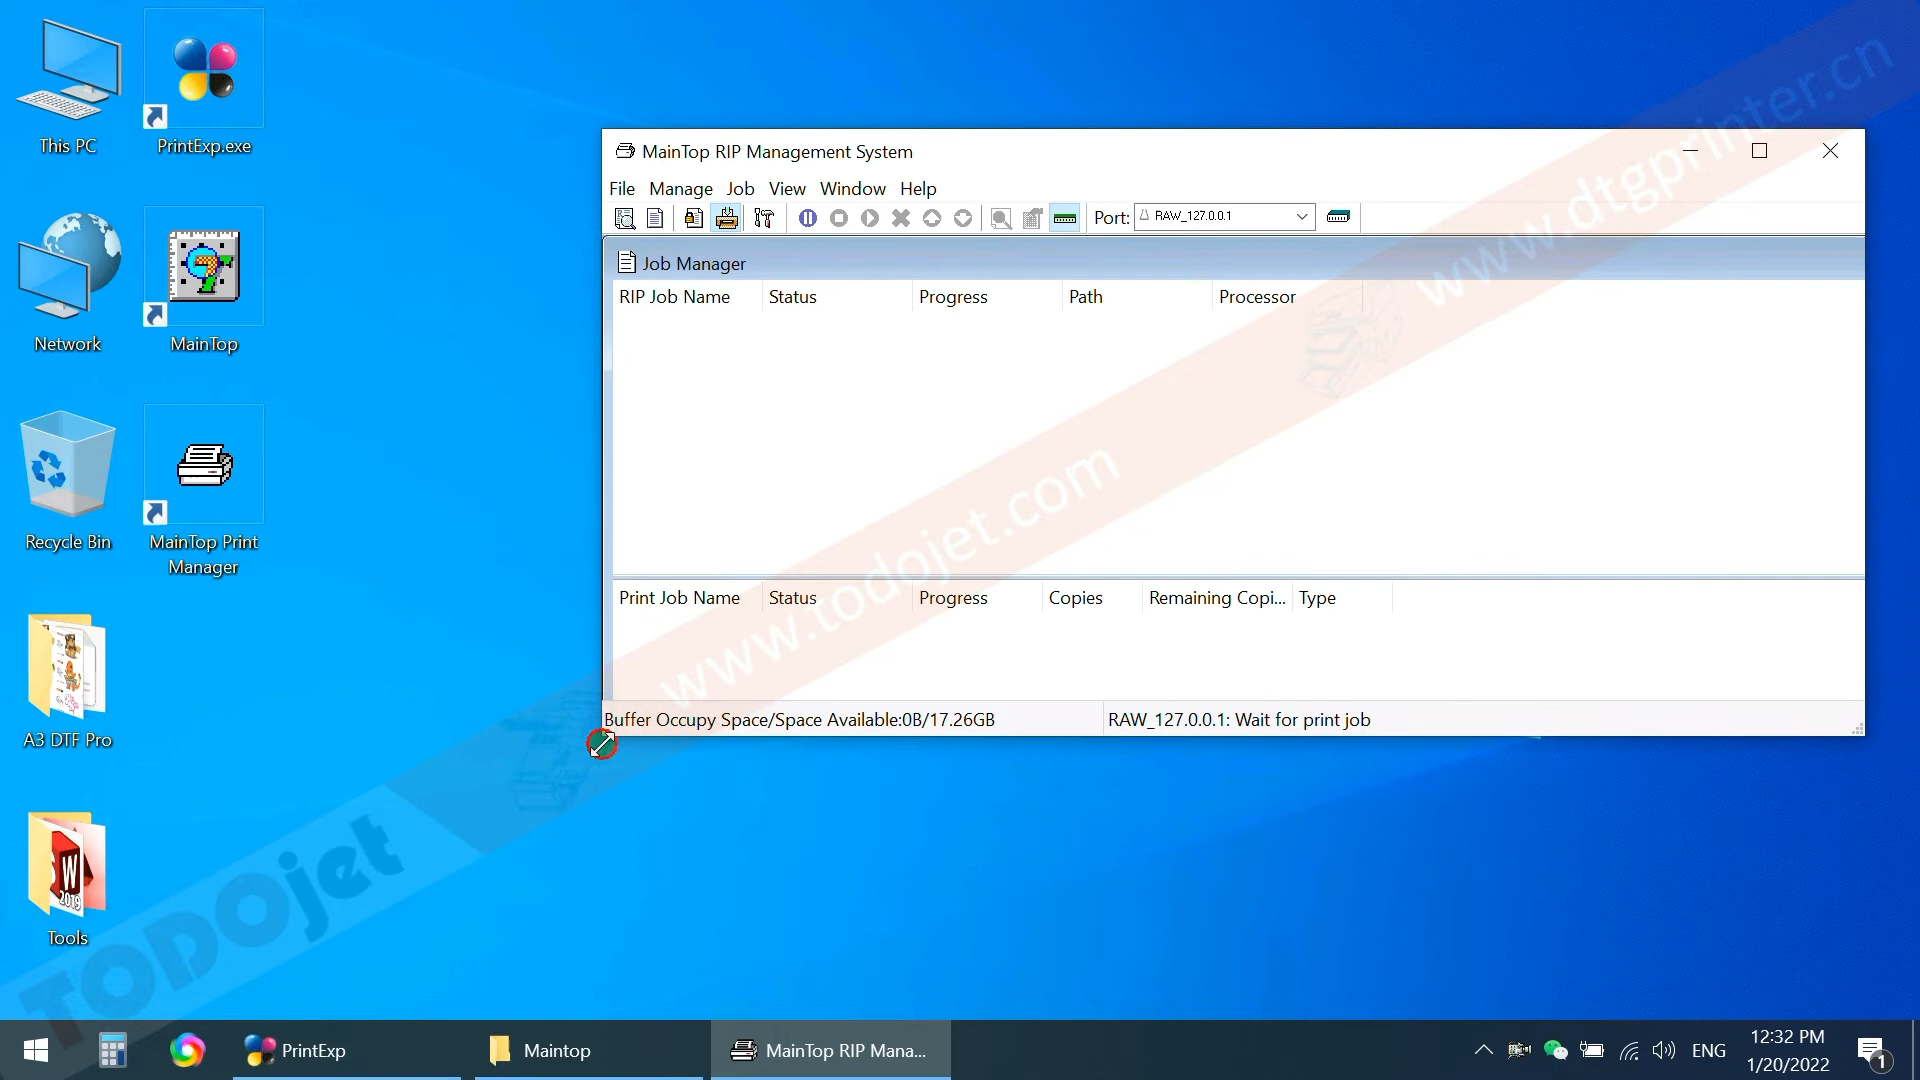 This PC
PrintExp.exe
Network
MainTop
Recycle Bin
MainTop Print
Manager
A3 DTF Pro
W
2019
Tools
MainTop RIP Management System
File Manage Job View Window Help
Port: RAW_127.0.0.1
Job Manager
RIP Job Name Status Progress Path Processor
Print Job Name Status Progress Copies Remaining Copi... Type
Buffer Occupy Space/Space Available:0B/17.26GB RAW_127.0.0.1: Wait for print job
TODOjet
www.todojet.com
www.dtgprinter.cn
PrintExp
Maintop
MainTop RIP Mana...
ENG
12:32 PM
1/20/2022
1